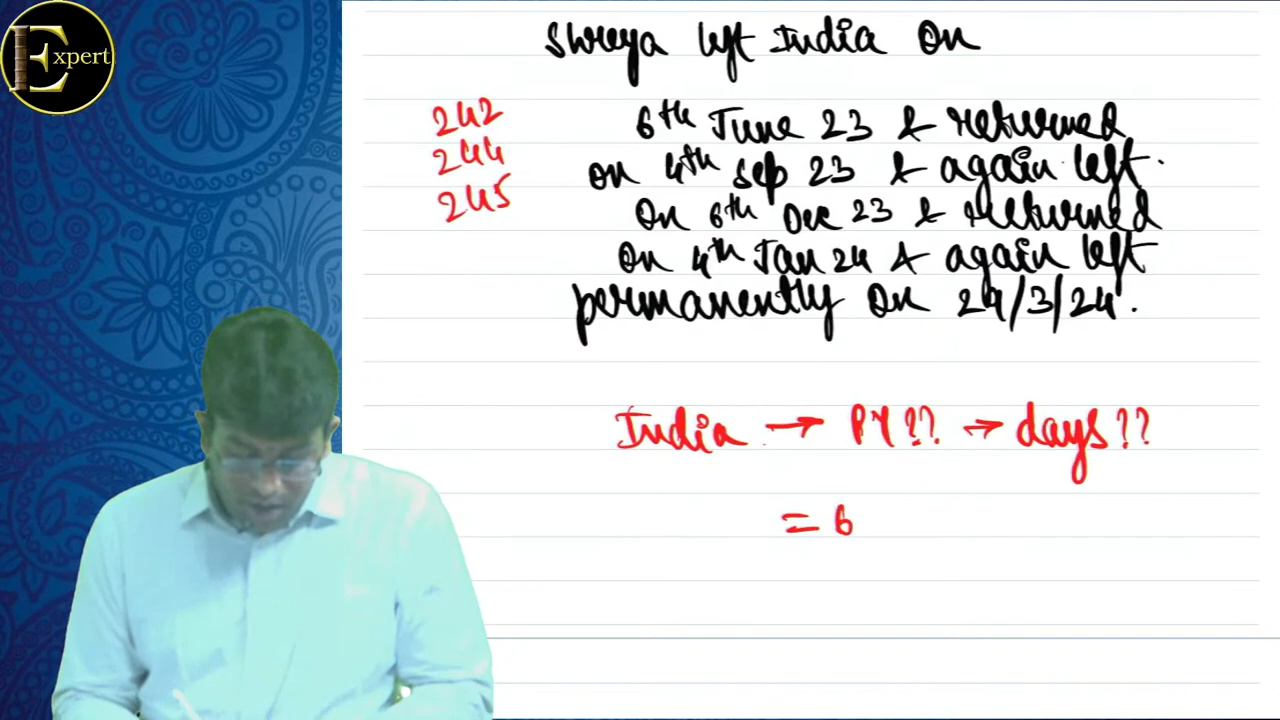 Expert
Shreya left India on
242
244
245
6th June 23 & returned
on 4th Sep 23 & again left.
on 6th Dec 23 & returned
on 4th Jan 24 & again left
permanently on 24/3/24.
India → PY?? → days??
= 6